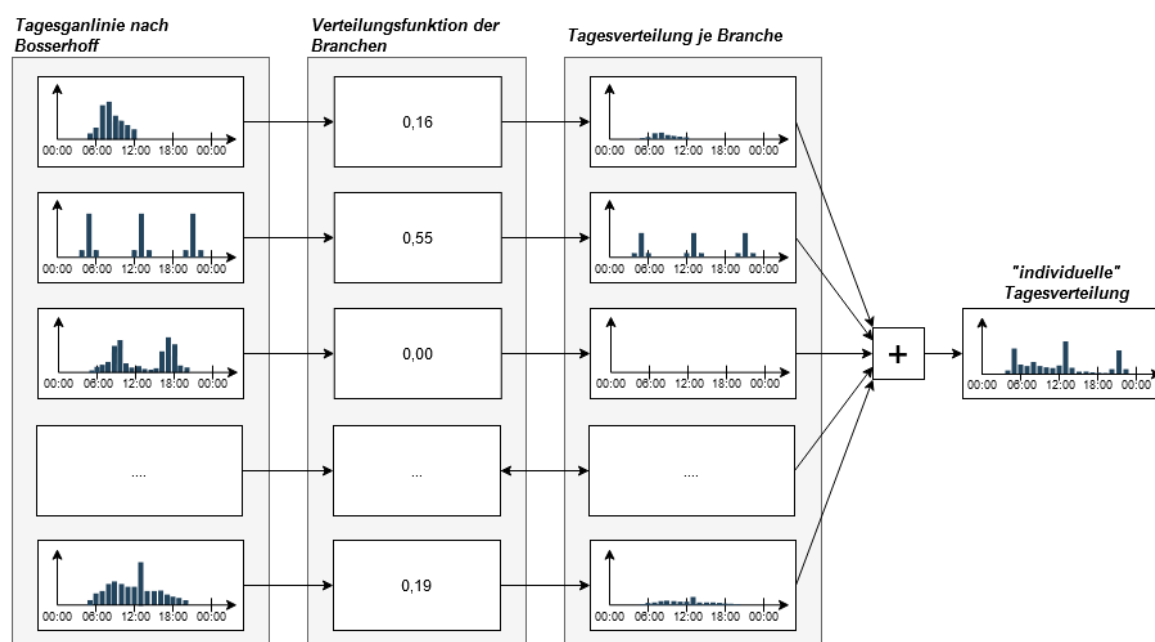 Tagesganlinie nach
Bosserhoff
Verteilungsfunktion der
Branchen
Tagesverteilung je Branche
00:00 06:00 12:00 18:00 00:00
0,16
00:00 06:00 12:00 18:00 00:00
00:00 06:00 12:00 18:00 00:00
0,55
00:00 06:00 12:00 18:00 00:00
"individuelle"
Tagesverteilung
00:00 06:00 12:00 18:00 00:00
0,00
00:00 06:00 12:00 18:00 00:00
+
00:00 06:00 12:00 18:00 00:00
....
...
....
00:00 06:00 12:00 18:00 00:00
0,19
00:00 06:00 12:00 18:00 00:00